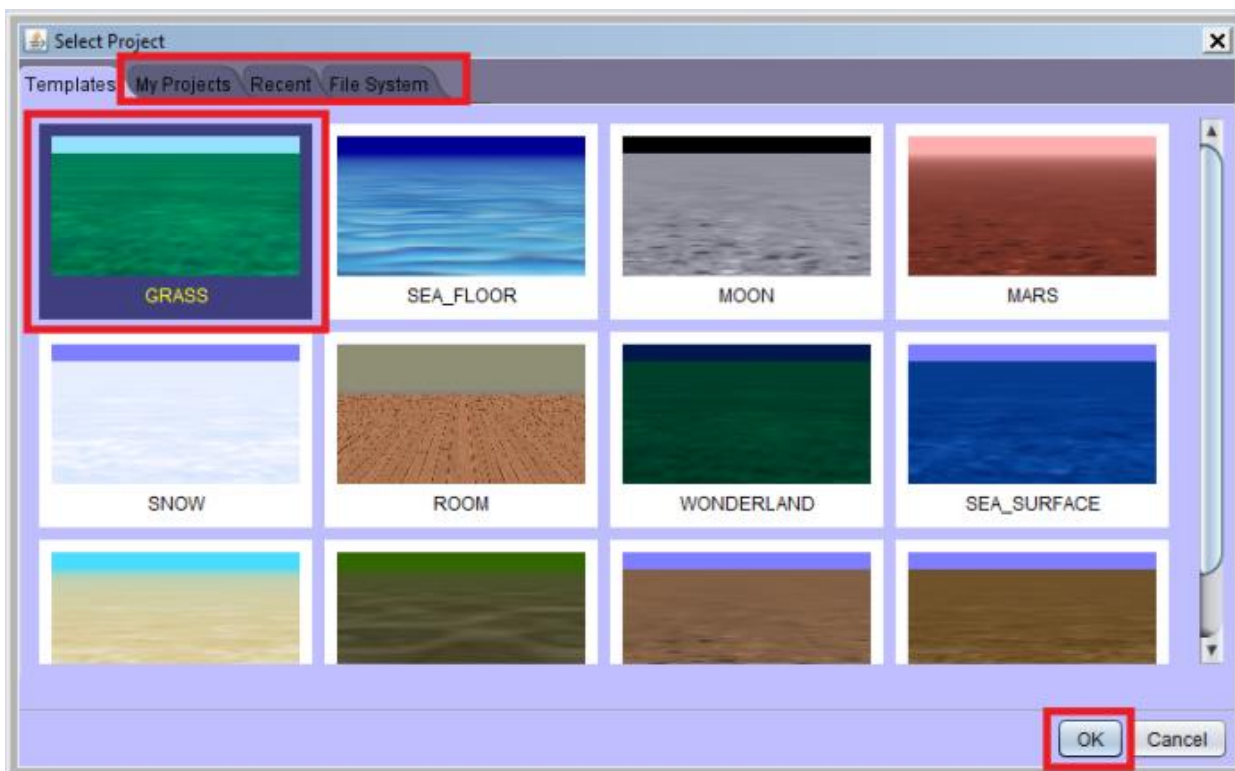 Select Project
Templates My Projects Recent File System
GRASS SEA_FLOOR MOON MARS
SNOW ROOM WONDERLAND SEA_SURFACE
OK Cancel